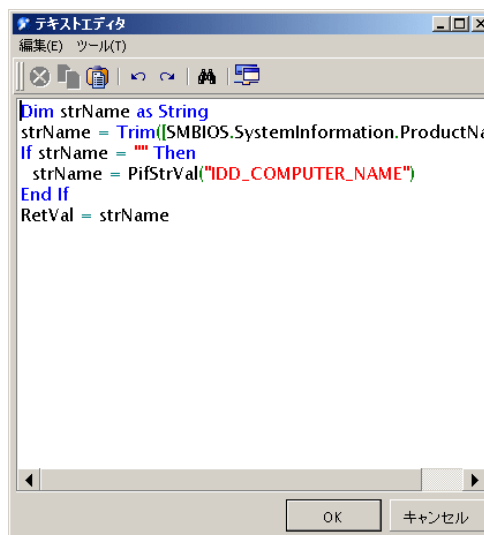 テキストエディタ
編集(E) ツール(T)
Dim strName as String
strName = Trim([SMBIOS.SystemInformation.ProductNa
If strName = "" Then
strName = PifStrVal("IDD_COMPUTER_NAME")
End If
RetVal = strName
OK キャンセル